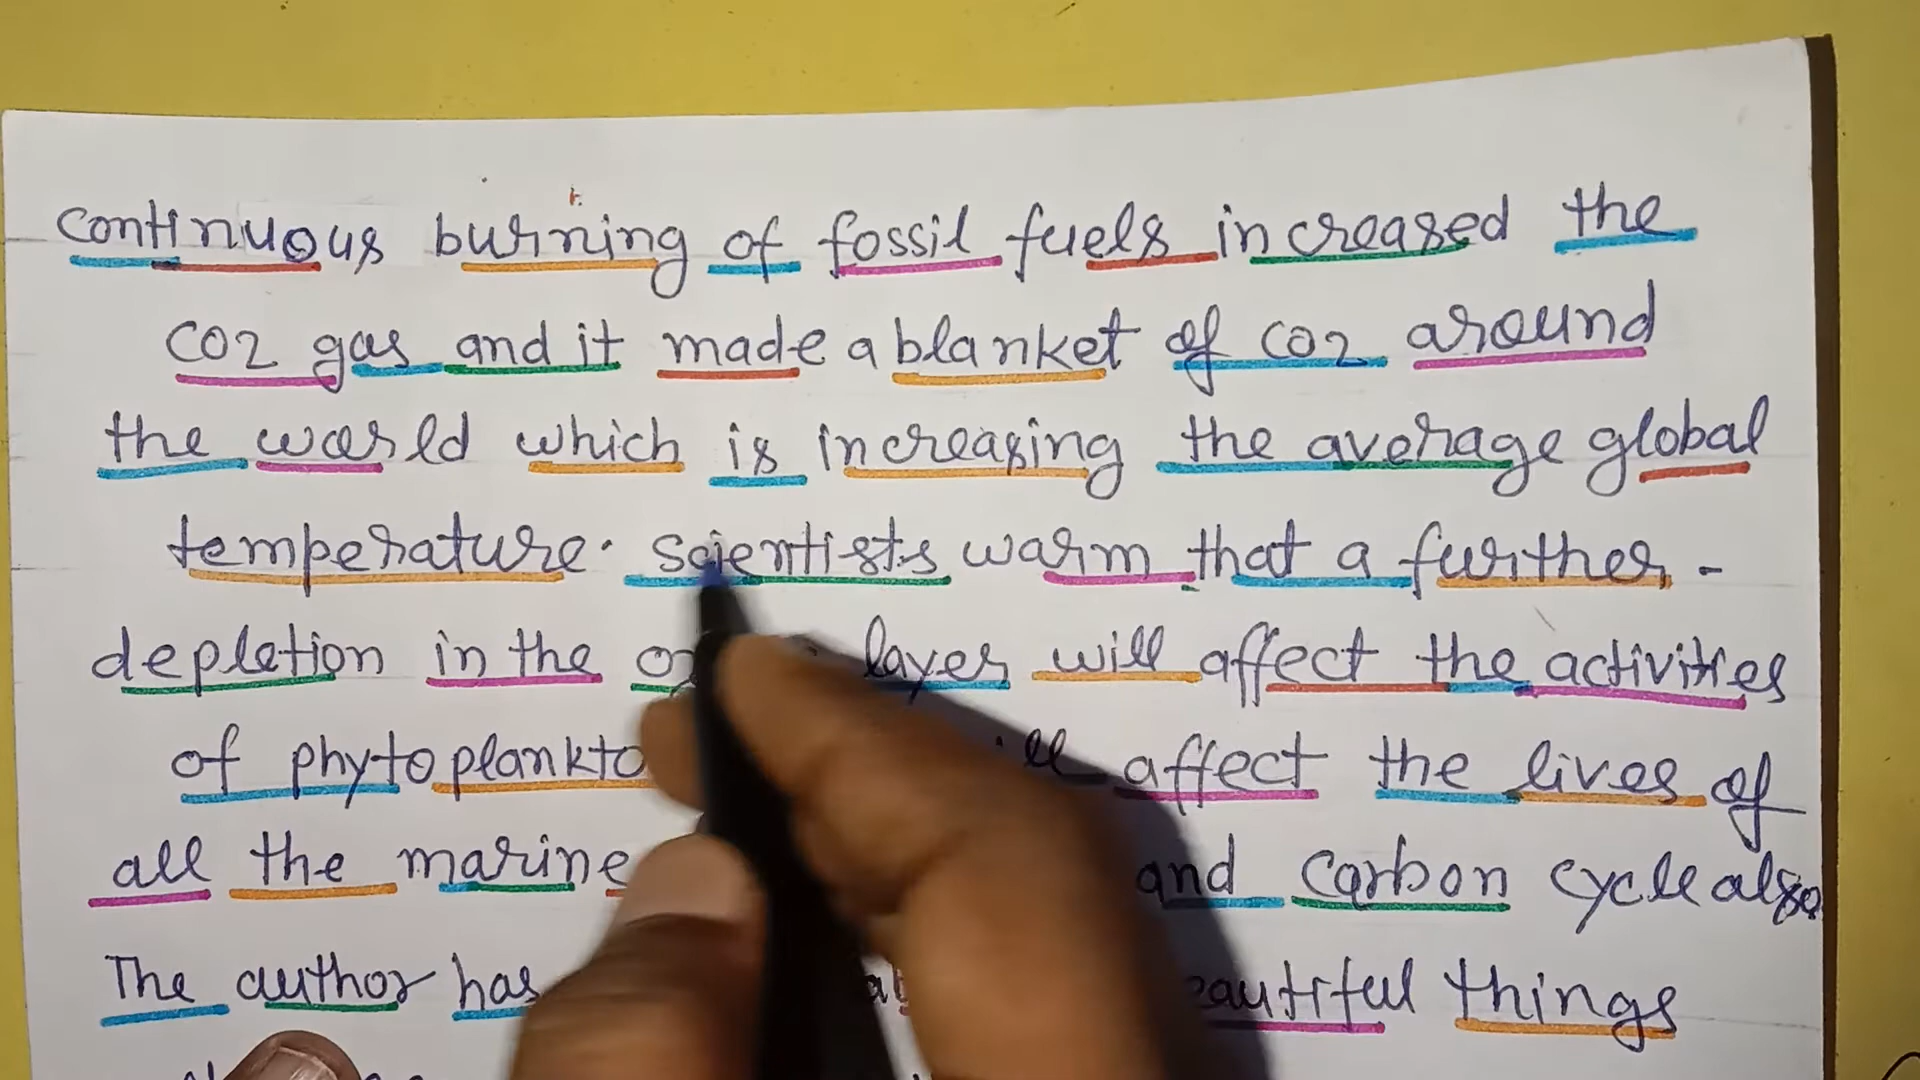 continuous burning of fossil fuels increased the
CO2 gas and it made a blanket of CO2 around
the world which is increasing the average global
temperature. scientists warm that a further -
depletion in the layer will affect the activities
of affect the lives of
all the marine and carbon cycle also
The author has things